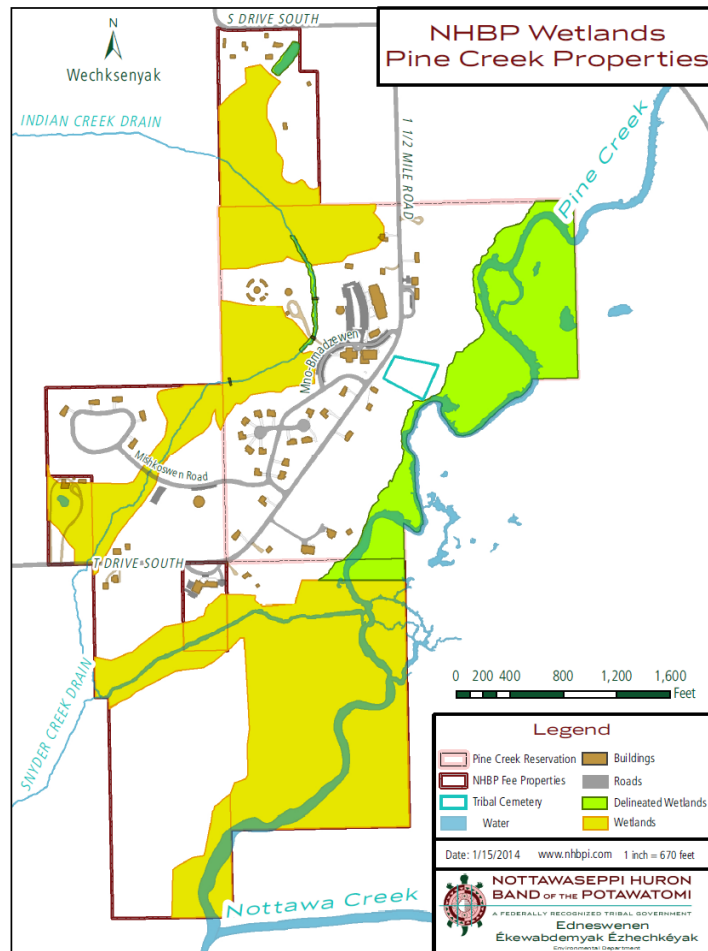 NHBP Wetlands
Pine Creek Properties
S DRIVE SOUTH
N
Wechksenyak
INDIAN CREEK DRAIN
1 1/2 MILE ROAD
Pine Creek
Mno-Bmadzewen
Mishkoswen Road
T DRIVE SOUTH
SNYDER CREEK DRAIN
0 200 400 800 1,200 1,600
Feet
Nottawa Creek
Legend
Pine Creek Reservation
NHBP Fee Properties
Tribal Cemetery
Water
Buildings
Roads
Delineated Wetlands
Wetlands
Date: 1/15/2014 www.nhbpi.com 1 inch = 670 feet
NOTTAWASEPPI HURON
BAND OF THE POTAWATOMI
A FEDERALLY RECOGNIZED TRIBAL GOVERNMENT
Edneswenen
Ékewabdemyak Ézhechkéyak
Environmental Department